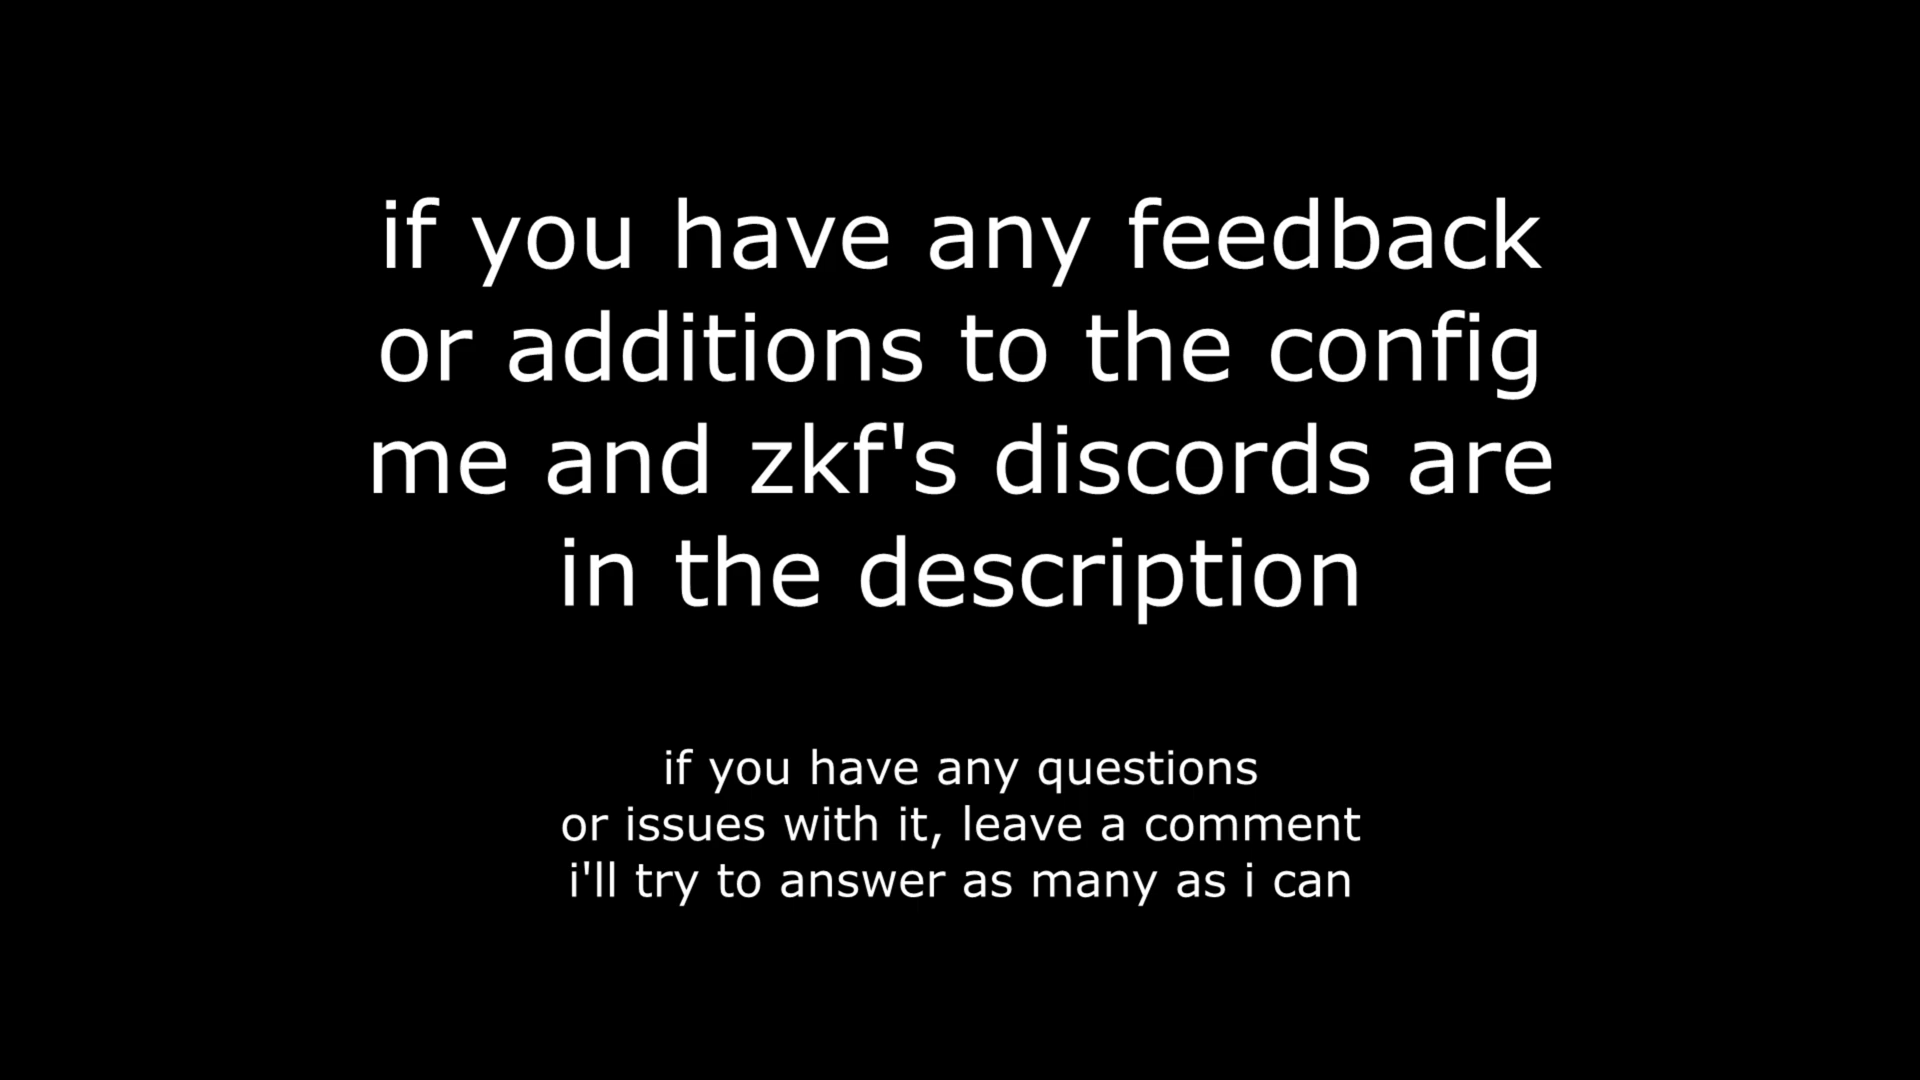 if you have any feedback
or additions to the config
me and zkf's discords are
in the description
if you have any questions
or issues with it, leave a comment
i'll try to answer as many as i can